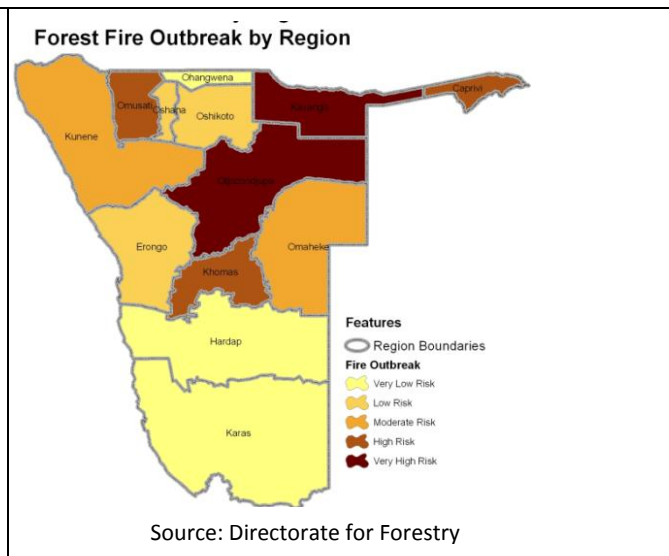 Forest Fire Outbreak by Region
Ohangwena
Omusati
Oshana
Oshikoto
Kavango
Caprivi
Kunene
Otjozondjupa
Erongo
Omaheke
Khomas
Hardap
Karas
Features
Region Boundaries
Fire Outbreak
Very Low Risk
Low Risk
Moderate Risk
High Risk
Very High Risk
Source: Directorate for Forestry